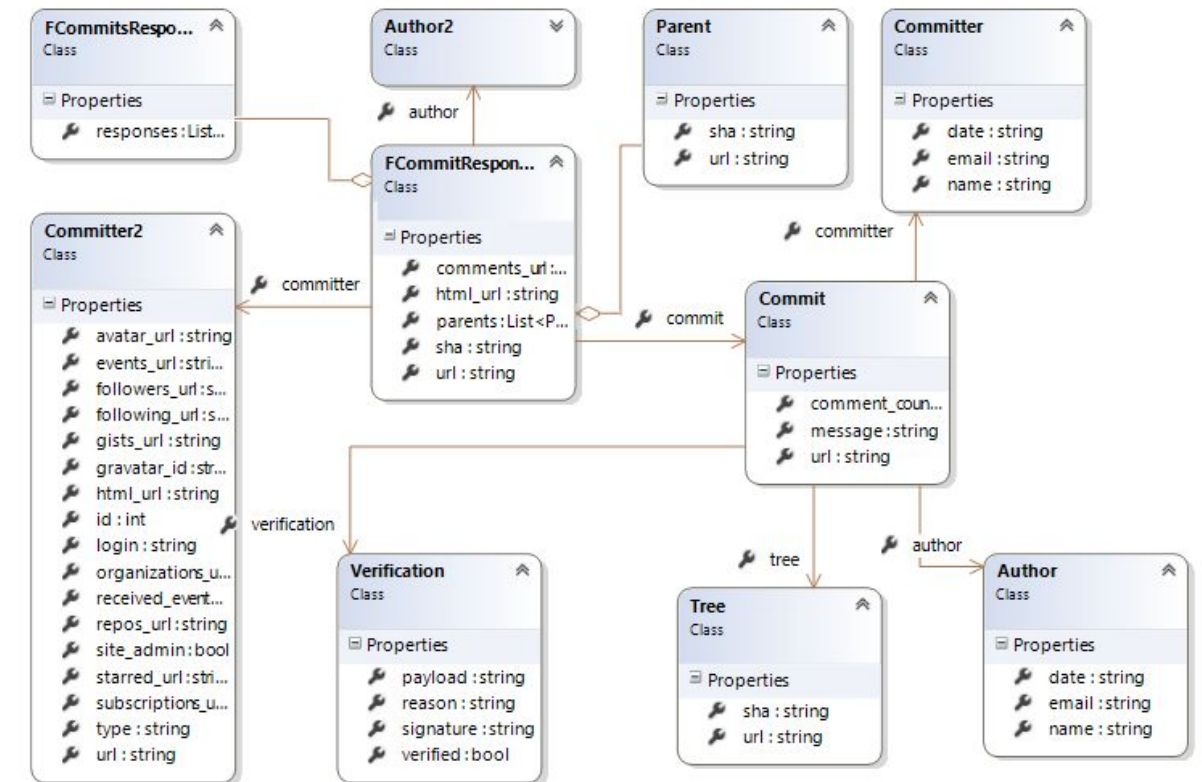 FCommitsRespo...
Class
Properties
responses : List...
Author2
Class
author
Parent
Class
Properties
sha : string
url : string
Committer
Class
Properties
date : string
email : string
name : string
FCommitRespon...
Class
Properties
comments_url :...
html_url : string
parents : List<P...
sha : string
url : string
committer
commit
committer
Committer2
Class
Properties
avatar_url : string
events_url : stri...
followers_url : s...
following_url : s...
gists_url : string
gravatar_id : str...
html_url : string
id : int
login : string
organizations_u...
received_event...
repos_url : string
site_admin : bool
starred_url : stri...
subscriptions_u...
type : string
url : string
Commit
Class
Properties
comment_coun...
message : string
url : string
verification
tree
author
Verification
Class
Properties
payload : string
reason : string
signature : string
verified : bool
Tree
Class
Properties
sha : string
url : string
Author
Class
Properties
date : string
email : string
name : string